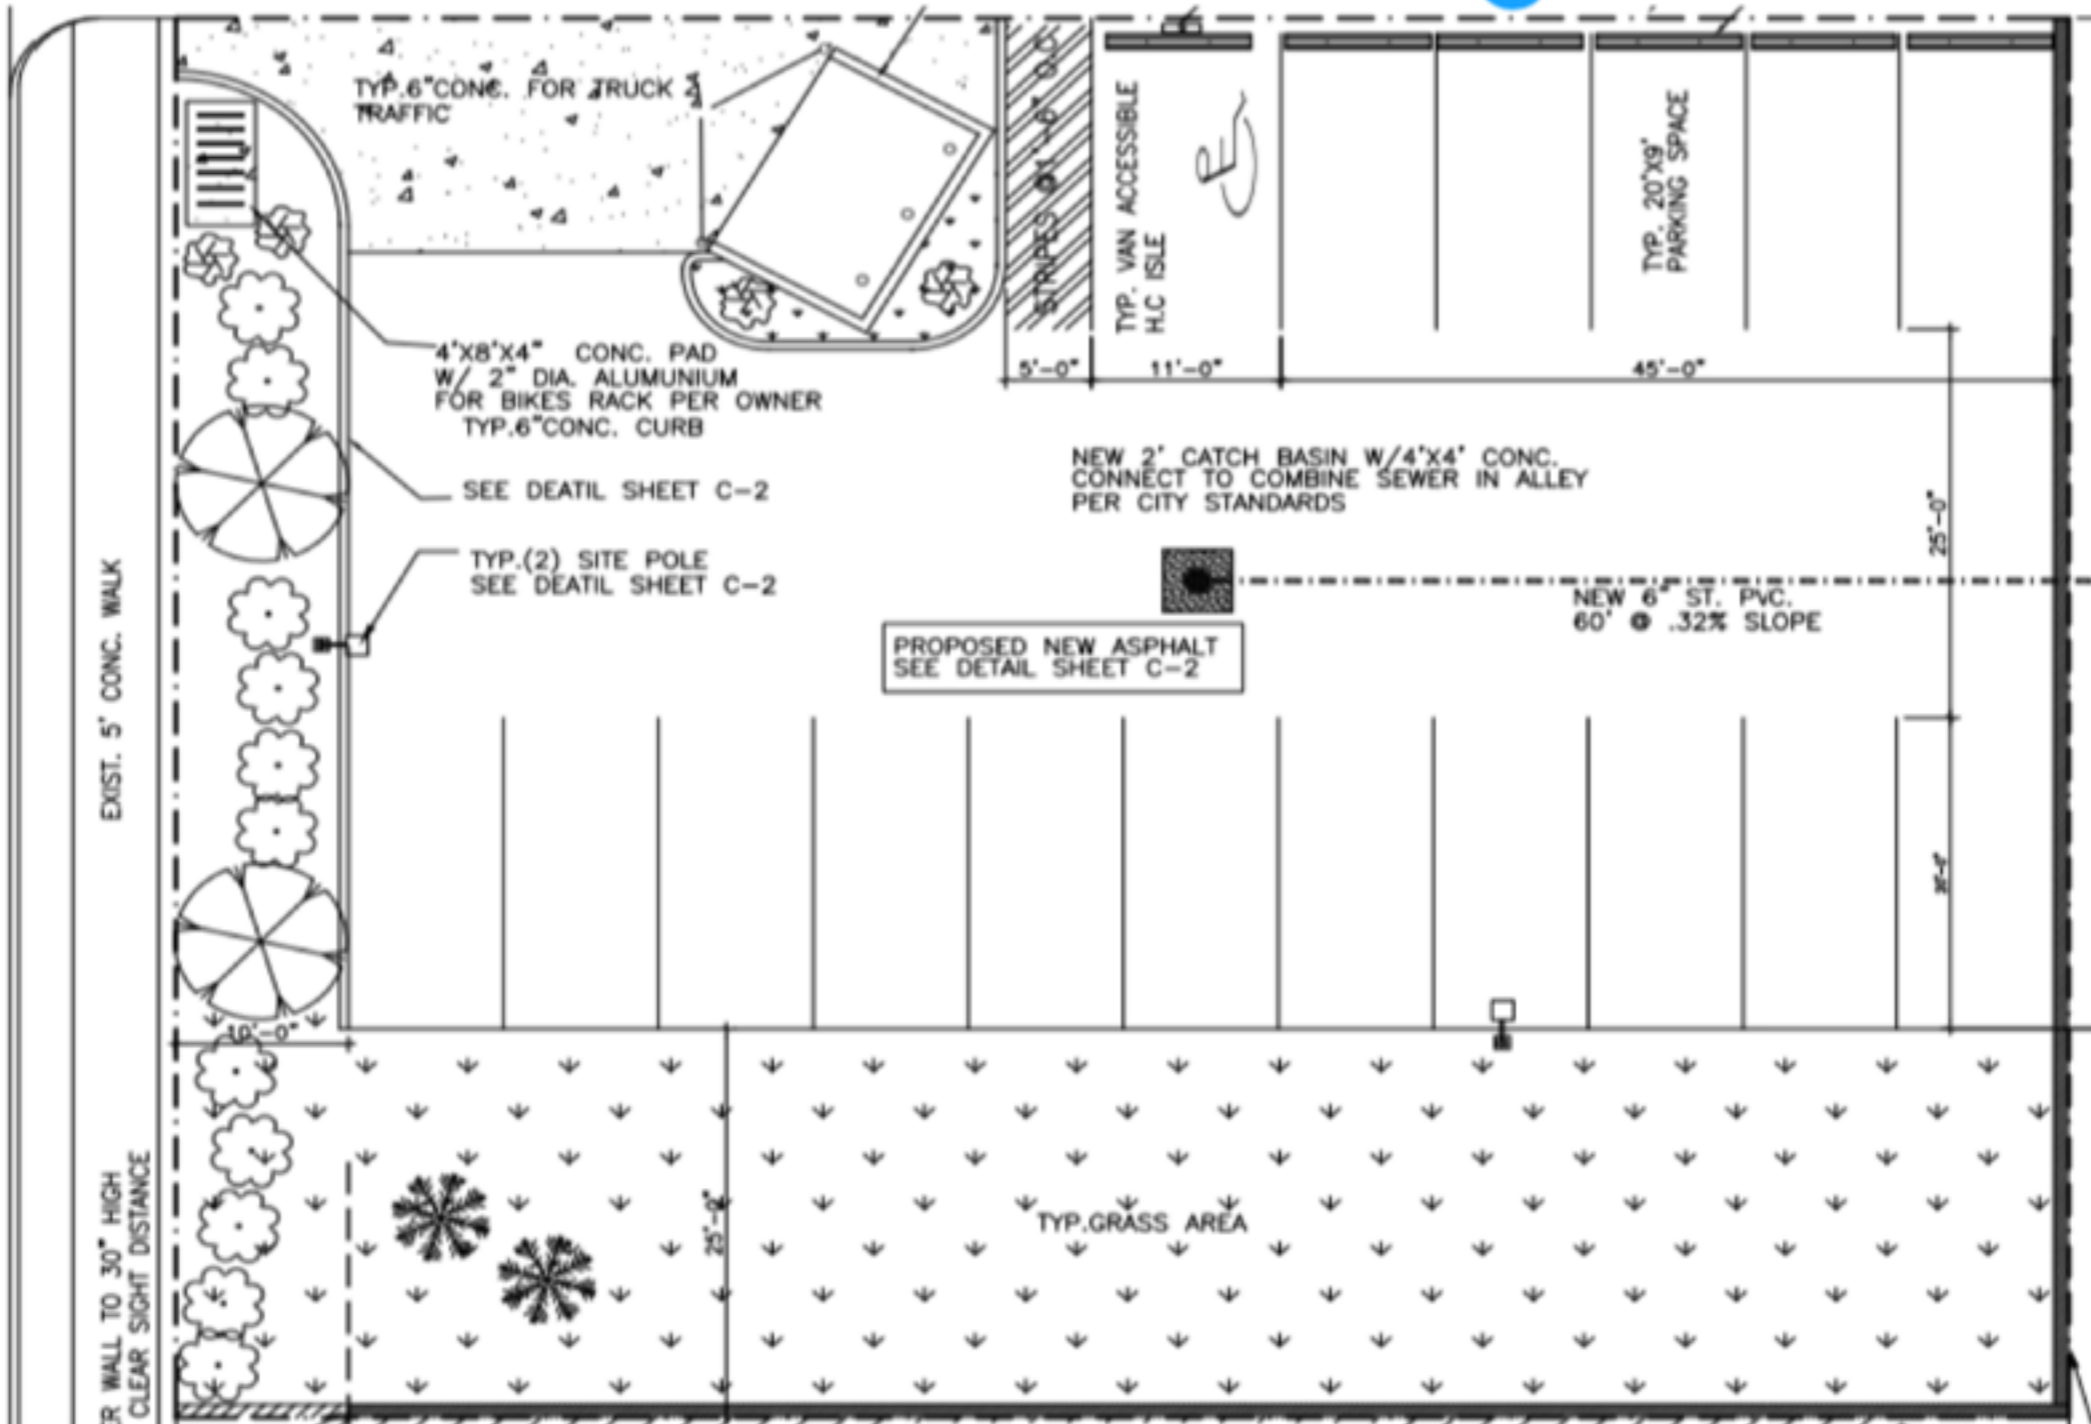 TYP.6"CONC. FOR TRUCK
TRAFFIC
STRIPES @1'-6" O.C
TYP. VAN ACCESSIBLE
H.C ISLE
TYP. 20'X9'
PARKING SPACE
5'-0"
11'-0"
45'-0"
4'X8'X4" CONC. PAD
W/ 2" DIA. ALUMUNIUM
FOR BIKES RACK PER OWNER
TYP.6"CONC. CURB
SEE DEATIL SHEET C-2
TYP.(2) SITE POLE
SEE DEATIL SHEET C-2
NEW 2' CATCH BASIN W/4'X4' CONC.
CONNECT TO COMBINE SEWER IN ALLEY
PER CITY STANDARDS
25'-0"
NEW 6" ST. PVC.
60' @ .32% SLOPE
PROPOSED NEW ASPHALT
SEE DETAIL SHEET C-2
EXIST. 5' CONC. WALK
10'-0"
25'-0"
TYP.GRASS AREA
WALL TO 30" HIGH
CLEAR SIGHT DISTANCE